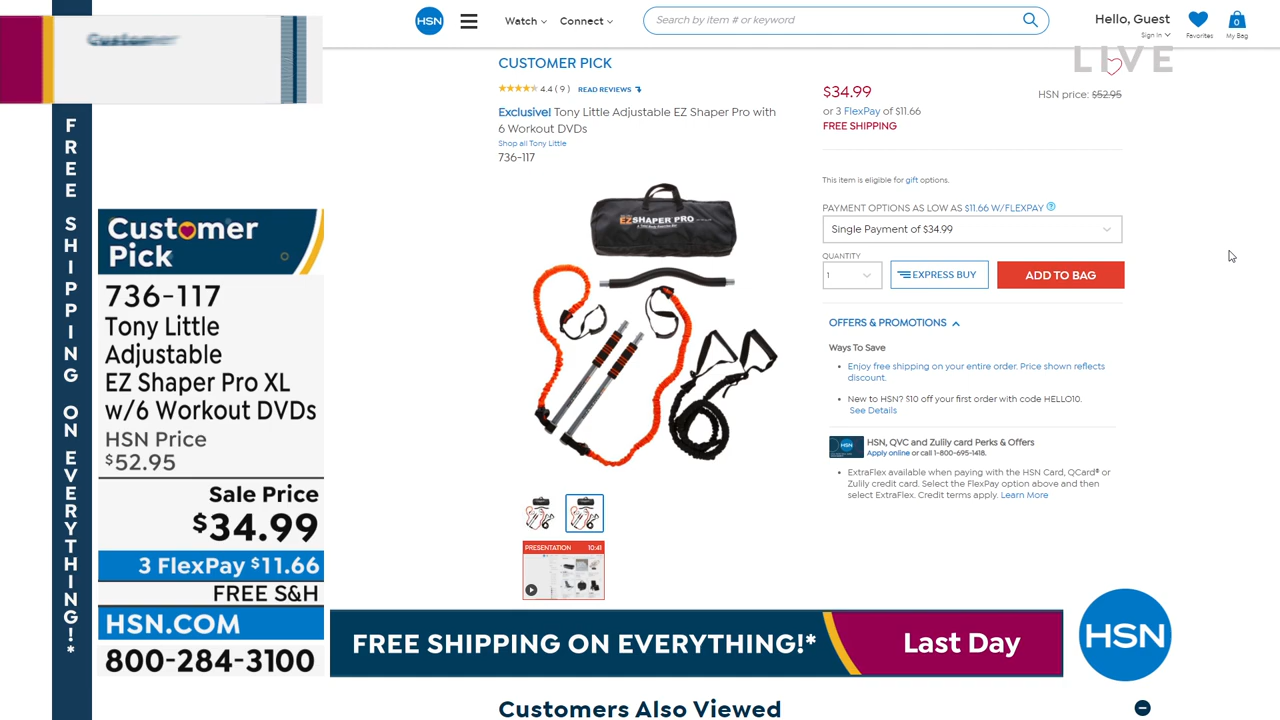 Customer
FREE SHIPPING ON EVERYTHING!*
Customer
Pick
736-117
Tony Little
Adjustable
EZ Shaper Pro XL
w/6 Workout DVDs
HSN Price
$52.95
Sale Price
$34.99
3 FlexPay $11.66
FREE S&H
HSN.COM
800-284-3100
HSN
Watch
Connect
Search by item # or keyword
Hello, Guest
Sign In
Favorites
0
My Bag
LIVE
CUSTOMER PICK
4.4 ( 9 ) READ REVIEWS
Exclusive! Tony Little Adjustable EZ Shaper Pro with
6 Workout DVDs
Shop all Tony Little
736-117
EZSHAPER PRO
PRESENTATION 10:41
$34.99
HSN price: $52.95
or 3 FlexPay of $11.66
FREE SHIPPING
This item is eligible for gift options.
PAYMENT OPTIONS AS LOW AS $11.66 W/FLEXPAY ?
Single Payment of $34.99
QUANTITY
1
EXPRESS BUY
ADD TO BAG
OFFERS & PROMOTIONS
Ways To Save
• Enjoy free shipping on your entire order. Price shown reflects
discount.
• New to HSN? $10 off your first order with code HELLO10.
See Details
HSN
HSN, QVC and Zulily card Perks & Offers
Apply online or call 1-800-695-1418.
• ExtraFlex available when paying with the HSN Card, QCard® or
Zulily credit card. Select the FlexPay option above and then
select ExtraFlex. Credit terms apply. Learn More
FREE SHIPPING ON EVERYTHING!*
Last Day
HSN
Customers Also Viewed